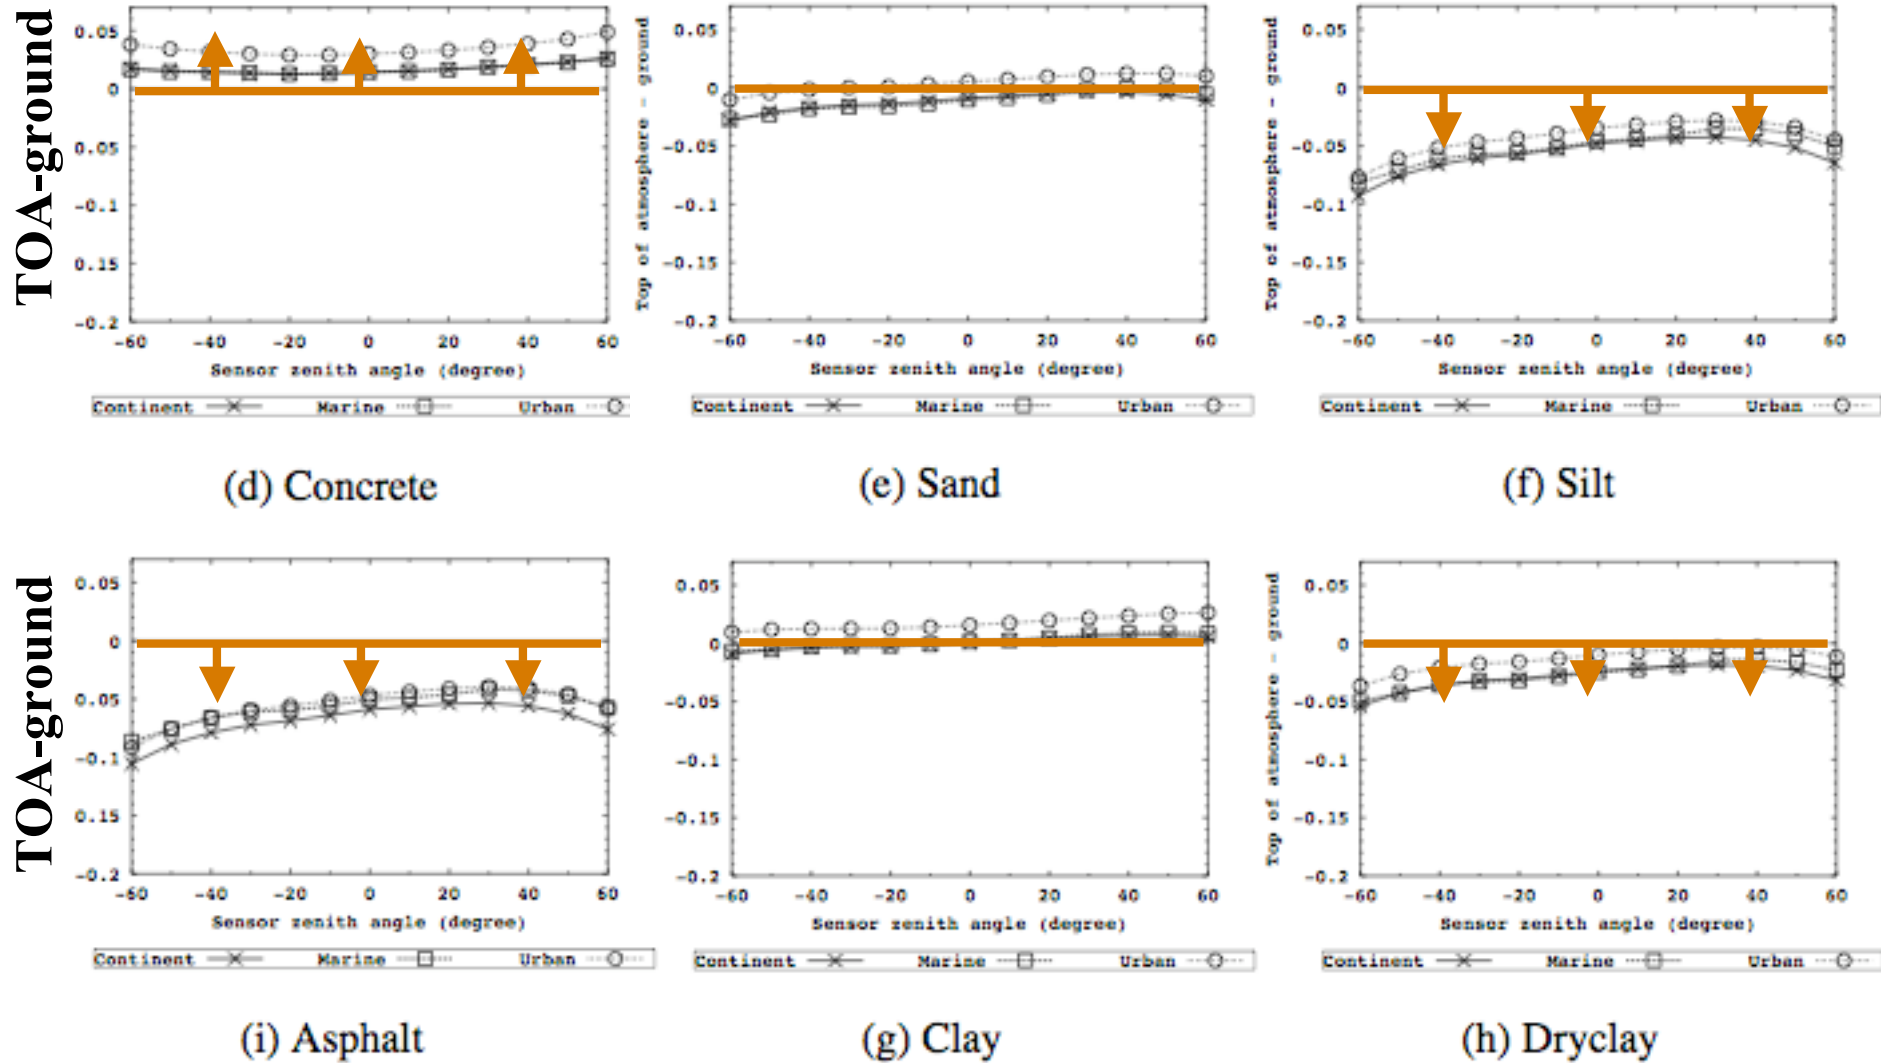 TOA-ground
0.05
0
0.05
-0.1
0.15
-0.2
-60 -40 -20 0 20 40 60
Sensor zenith angle (degree)
Continent Marine Urban
(d) Concrete
Top of atmosphere - ground
0.05
0
-0.05
-0.1
-0.15
-0.2
-60 -40 -20 0 20 40 60
Sensor zenith angle (degree)
Continent Marine Urban
(e) Sand
Top of atmosphere - ground
0.05
0
-0.05
-0.1
-0.15
-0.2
-60 -40 -20 0 20 40 60
Sensor zenith angle (degree)
Continent Marine Urban
(f) Silt
TOA-ground
0.05
0
0.05
-0.1
0.15
-0.2
-60 -40 -20 0 20 40 60
Sensor zenith angle (degree)
Continent Marine Urban
(i) Asphalt
0.05
0
-0.05
-0.1
-0.15
-0.2
-60 -40 -20 0 20 40 60
Sensor zenith angle (degree)
Continent Marine Urban
(g) Clay
Top of atmosphere - ground
0.05
0
-0.05
-0.1
-0.15
-0.2
-60 -40 -20 0 20 40 60
Sensor zenith angle (degree)
Continent Marine Urban
(h) Dryclay